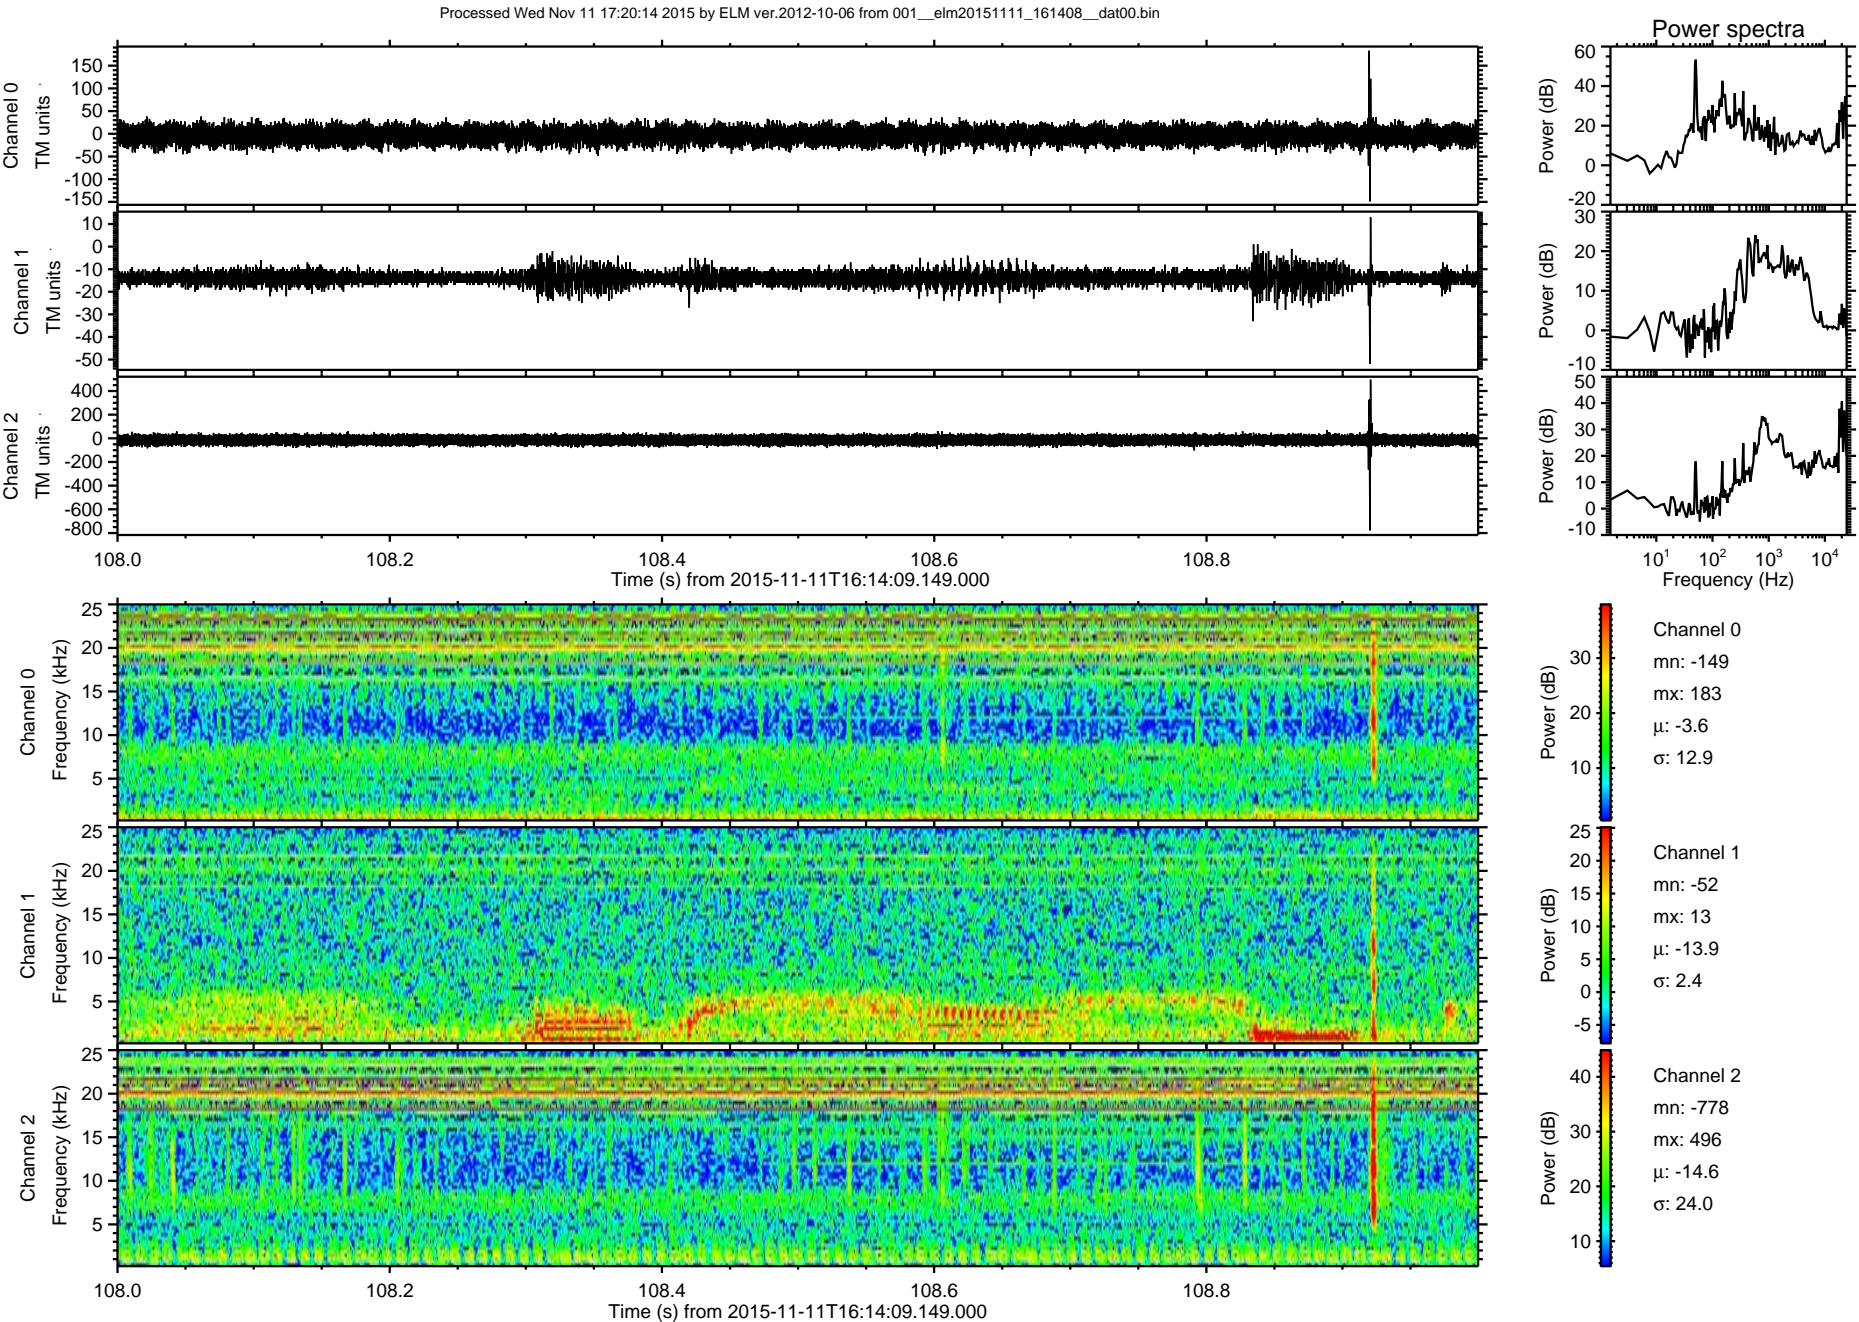 Processed Wed Nov 11 17:20:14 2015 by ELM ver.2012-10-06 from 001__elm20151111_161408__dat00.bin
Power spectra
Channel 0
TM units
150
100
50
0
-50
-100
-150
Power (dB)
60
40
20
0
-20
Channel 1
TM units
10
0
-10
-20
-30
-40
-50
Power (dB)
30
20
10
0
-10
Channel 2
TM units
400
200
0
-200
-400
-600
-800
Power (dB)
50
40
30
20
10
0
-10
108.0 108.2 108.4 108.6 108.8
Time (s) from 2015-11-11T16:14:09.149.000
10^1 10^2 10^3 10^4
Frequency (Hz)
Channel 0
Frequency (kHz)
25
20
15
10
5
Power (dB)
30
20
10
Channel 0
mn: -149
mx: 183
μ: -3.6
σ: 12.9
Channel 1
Frequency (kHz)
25
20
15
10
5
Power (dB)
25
20
15
10
5
0
-5
Channel 1
mn: -52
mx: 13
μ: -13.9
σ: 2.4
Channel 2
Frequency (kHz)
25
20
15
10
5
Power (dB)
40
30
20
10
Channel 2
mn: -778
mx: 496
μ: -14.6
σ: 24.0
108.0 108.2 108.4 108.6 108.8
Time (s) from 2015-11-11T16:14:09.149.000